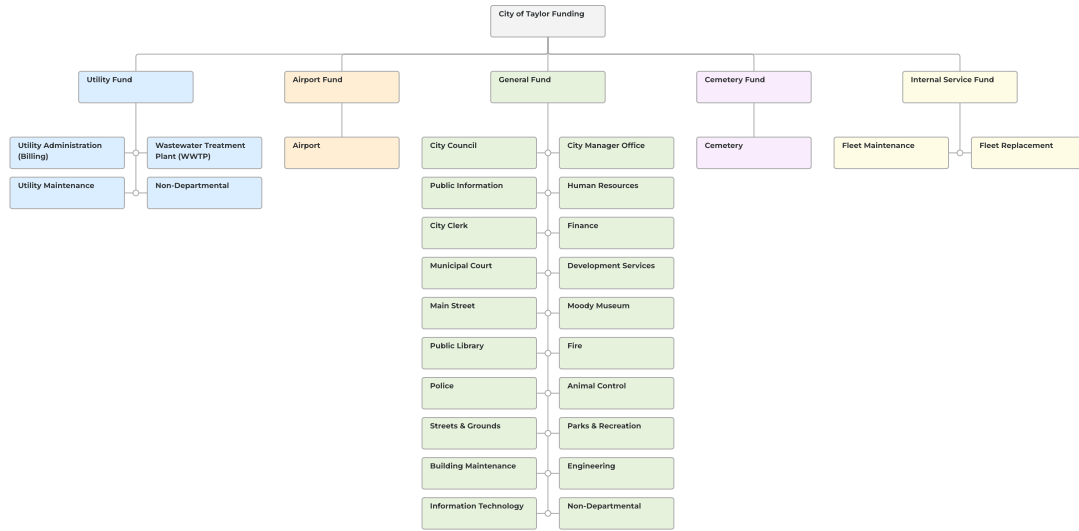 City of Taylor Funding
Utility Fund
Airport Fund
General Fund
Cemetery Fund
Internal Service Fund
Utility Administration
(Billing)
Wastewater Treatment
Plant (WWTP)
Airport
City Council
City Manager Office
Cemetery
Fleet Maintenance
Fleet Replacement
Utility Maintenance
Non-Departmental
Public Information
Human Resources
City Clerk
Finance
Municipal Court
Development Services
Main Street
Moody Museum
Public Library
Fire
Police
Animal Control
Streets & Grounds
Parks & Recreation
Building Maintenance
Engineering
Information Technology
Non-Departmental